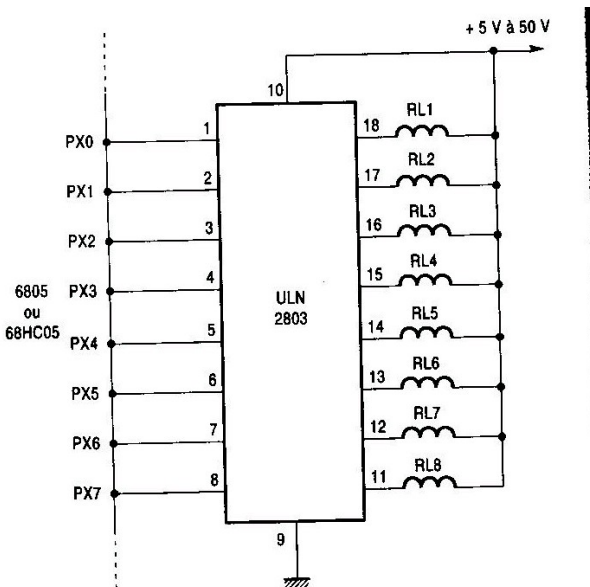 + 5 V à 50 V
10
PX0 1 18 RL1
PX1 2 17 RL2
PX2 3 16 RL3
PX3 4 15 RL4
6805
ou
68HC05
ULN
2803
PX4 5 14 RL5
PX5 6 13 RL6
PX6 7 12 RL7
PX7 8 11 RL8
9